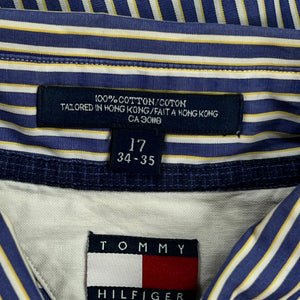 100% COTTON/COTON
TAILORED IN HONG KONG/FAIT A HONG KONG
CA 30118
17
34-35
TOMMY
HILFIGER